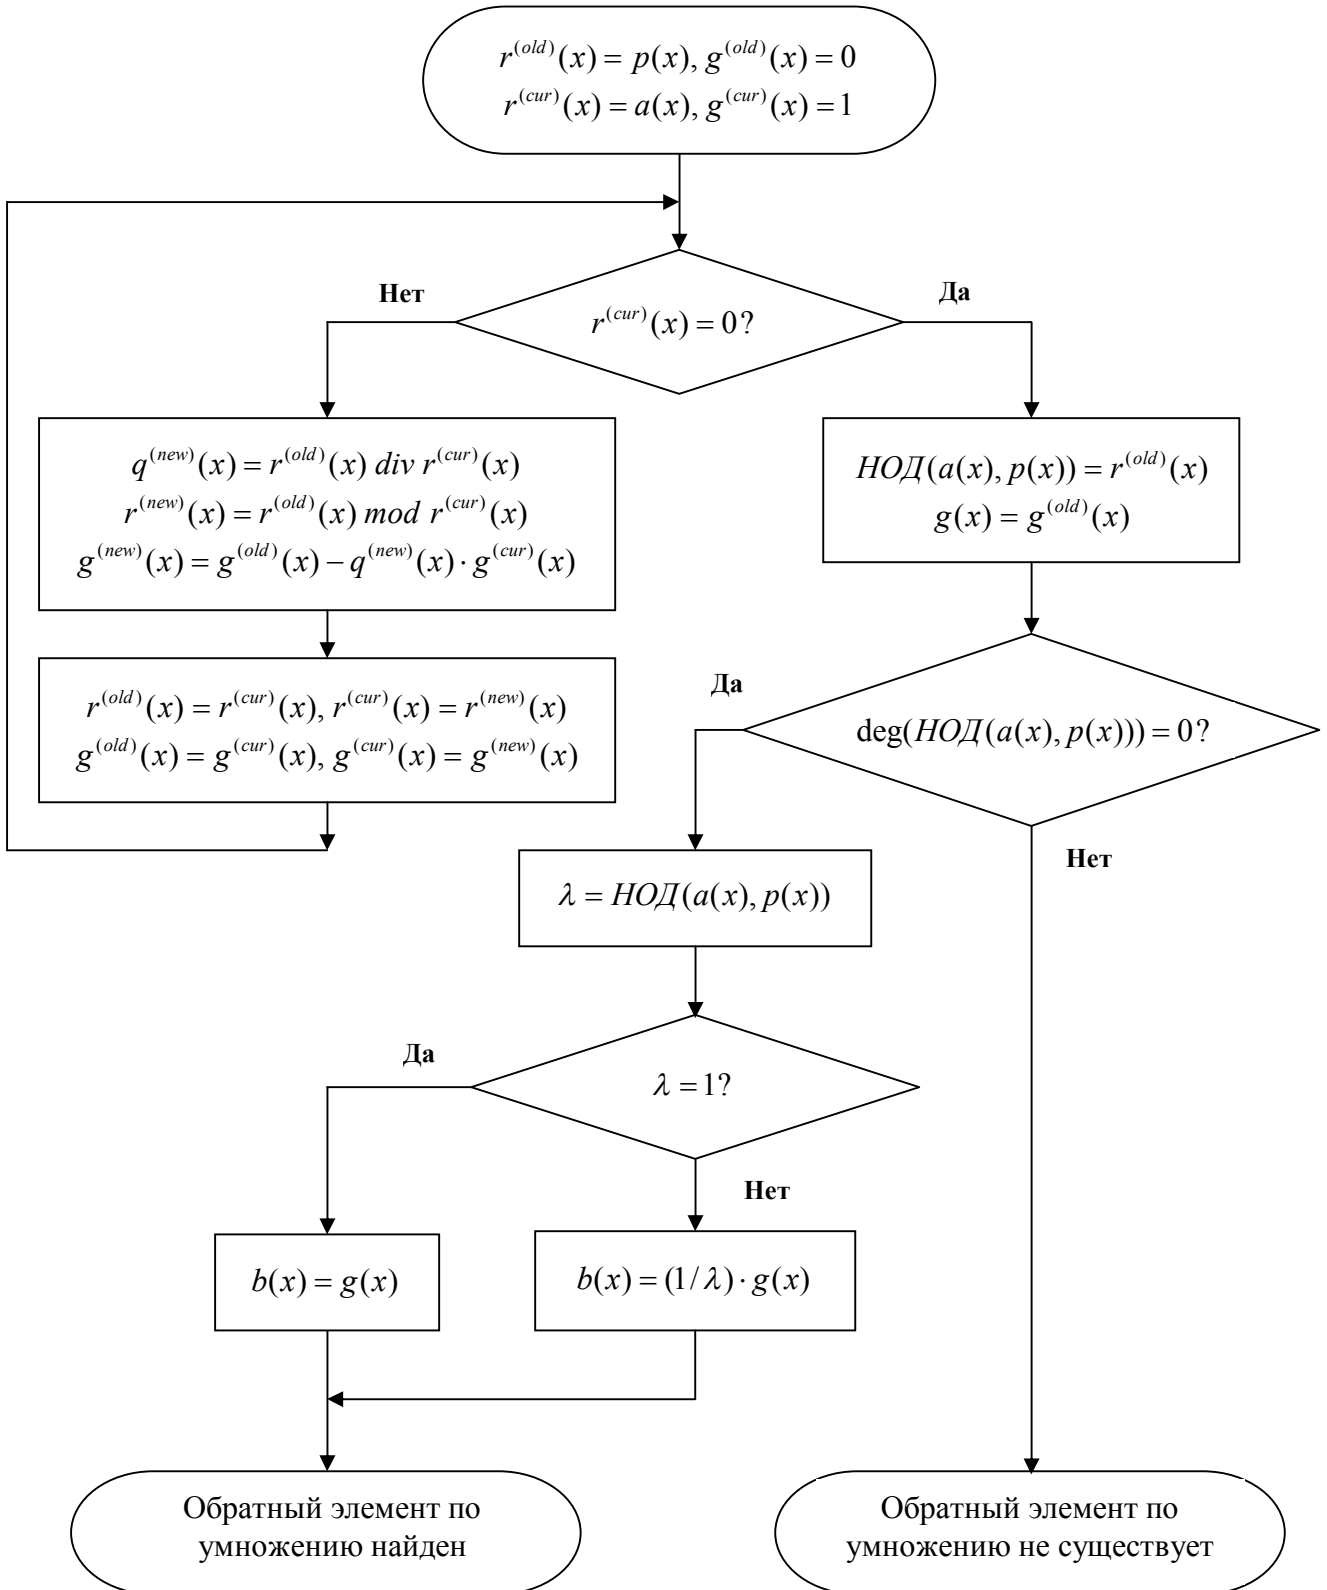 r^{(old)}(x) = p(x), g^{(old)}(x) = 0
r^{(cur)}(x) = a(x), g^{(cur)}(x) = 1
Нет
Да
r^{(cur)}(x) = 0?
q^{(new)}(x) = r^{(old)}(x) div r^{(cur)}(x)
r^{(new)}(x) = r^{(old)}(x) mod r^{(cur)}(x)
g^{(new)}(x) = g^{(old)}(x) − q^{(new)}(x) · g^{(cur)}(x)
НОД(a(x), p(x)) = r^{(old)}(x)
g(x) = g^{(old)}(x)
r^{(old)}(x) = r^{(cur)}(x), r^{(cur)}(x) = r^{(new)}(x)
g^{(old)}(x) = g^{(cur)}(x), g^{(cur)}(x) = g^{(new)}(x)
Да
deg(НОД(a(x), p(x))) = 0?
Нет
λ = НОД(a(x), p(x))
Да
λ = 1?
Нет
b(x) = g(x)
b(x) = (1/λ) · g(x)
Обратный элемент по
умножению найден
Обратный элемент по
умножению не существует